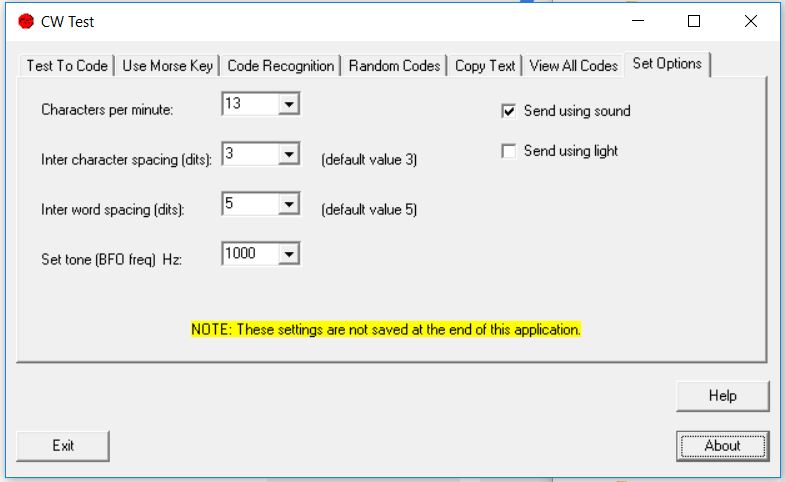 CW Test
Test To Code Use Morse Key Code Recognition Random Codes Copy Text View All Codes Set Options
Characters per minute: 13 Send using sound
Inter character spacing (dits): 3 (default value 3) Send using light
Inter word spacing (dits): 5 (default value 5)
Set tone (BFO freq) Hz: 1000
NOTE: These settings are not saved at the end of this application.
Help
Exit About